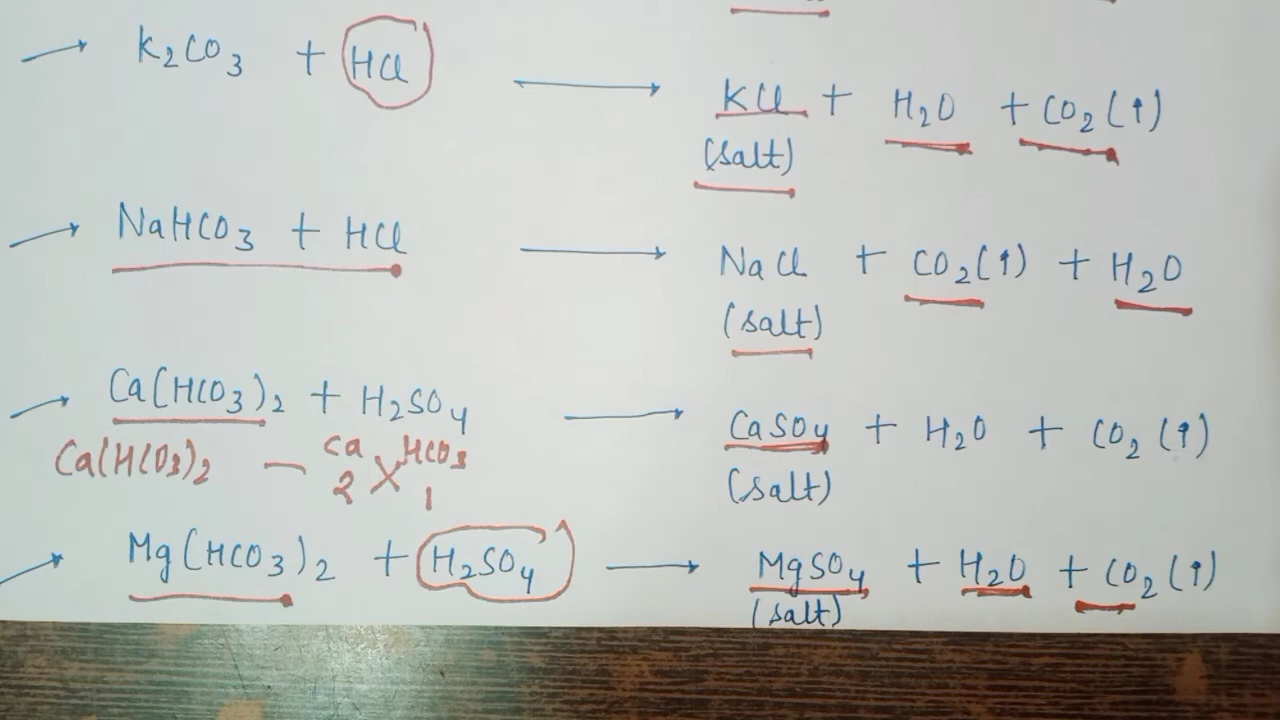 → K₂CO₃ + HCl → KCl + H₂O + CO₂(↑)
(salt)
→ NaHCO₃ + HCl → NaCl + CO₂(↑) + H₂O
(salt)
→ Ca(HCO₃)₂ + H₂SO₄ → CaSO₄ + H₂O + CO₂(↑)
(salt)
Ca(HCO₃)₂ — Ca HCO₃
2 1
→ Mg(HCO₃)₂ + H₂SO₄ → MgSO₄ + H₂O + CO₂(↑)
(salt)